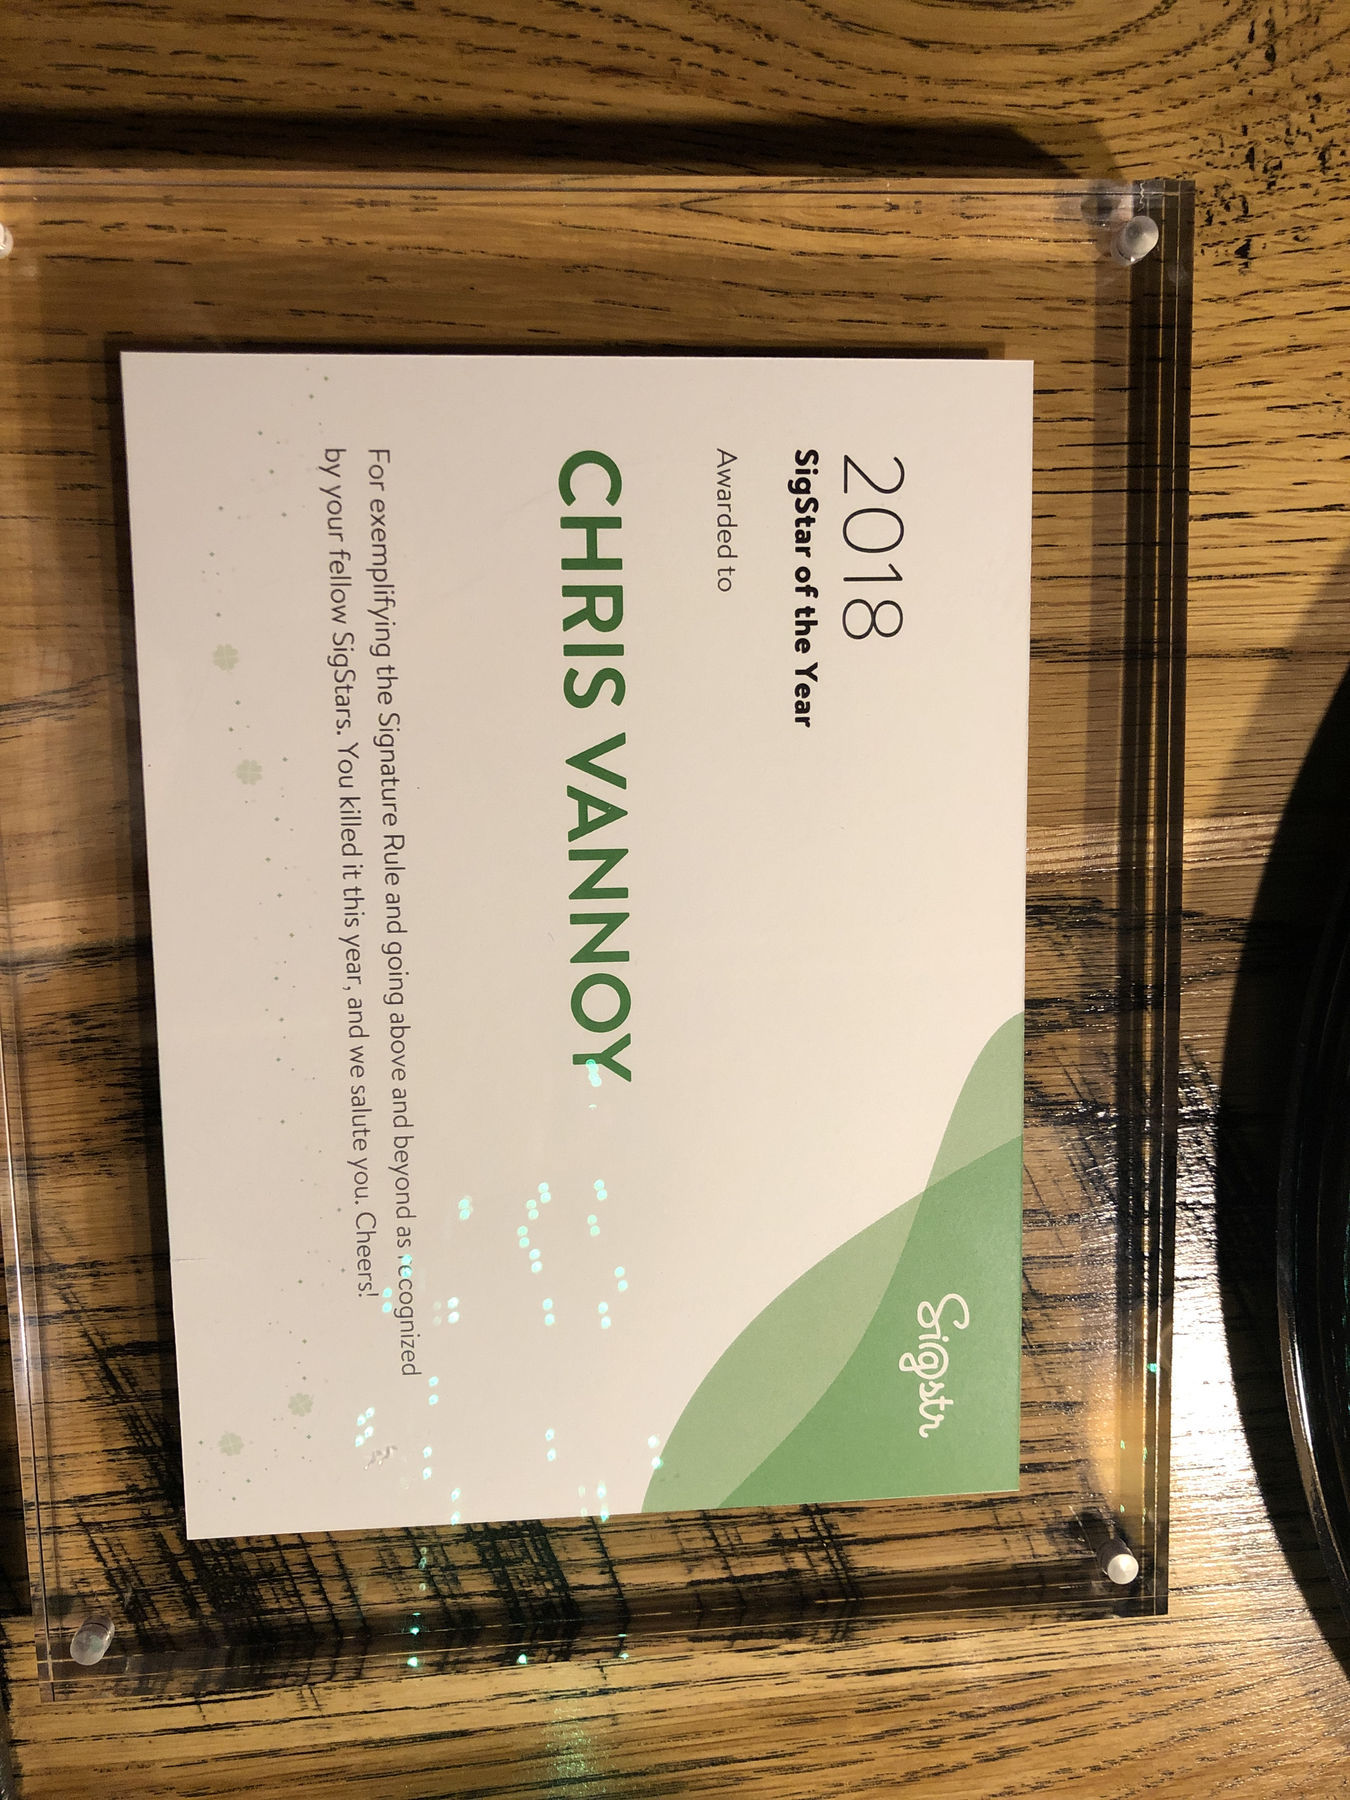 Sigstr
2018
SigStar of the Year
Awarded to
CHRIS VANNOY
For exemplifying the Signature Rule and going above and beyond as recognized
by your fellow SigStars. You killed it this year, and we salute you. Cheers!